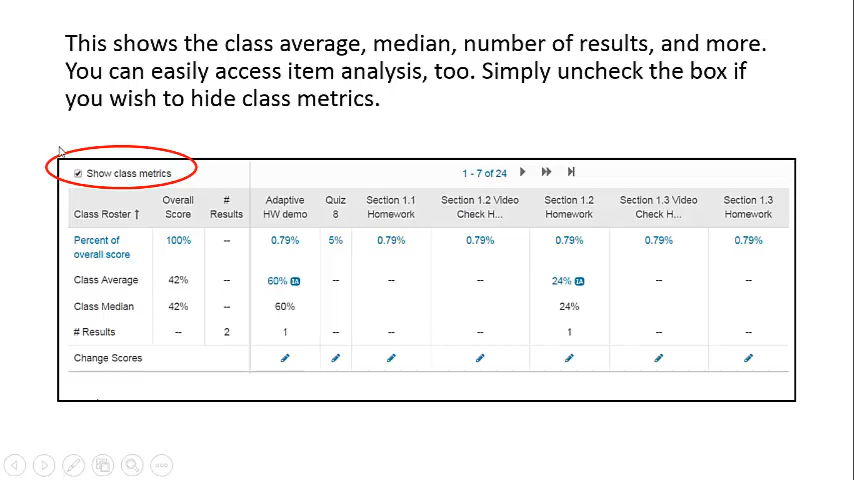 This shows the class average, median, number of results, and more.
You can easily access item analysis, too. Simply uncheck the box if
you wish to hide class metrics.
Show class metrics 1 - 7 of 24
Class Roster Overall Score # Results Adaptive HW demo Quiz 8 Section 1.1 Homework Section 1.2 Video Check H... Section 1.2 Homework Section 1.3 Video Check H... Section 1.3 Homework
Percent of overall score 100% -- 0.79% 5% 0.79% 0.79% 0.79% 0.79% 0.79%
Class Average 42% -- 60% IA -- -- -- 24% IA -- --
Class Median 42% -- 60% 24%
# Results -- 2 1 -- -- -- 1 -- --
Change Scores